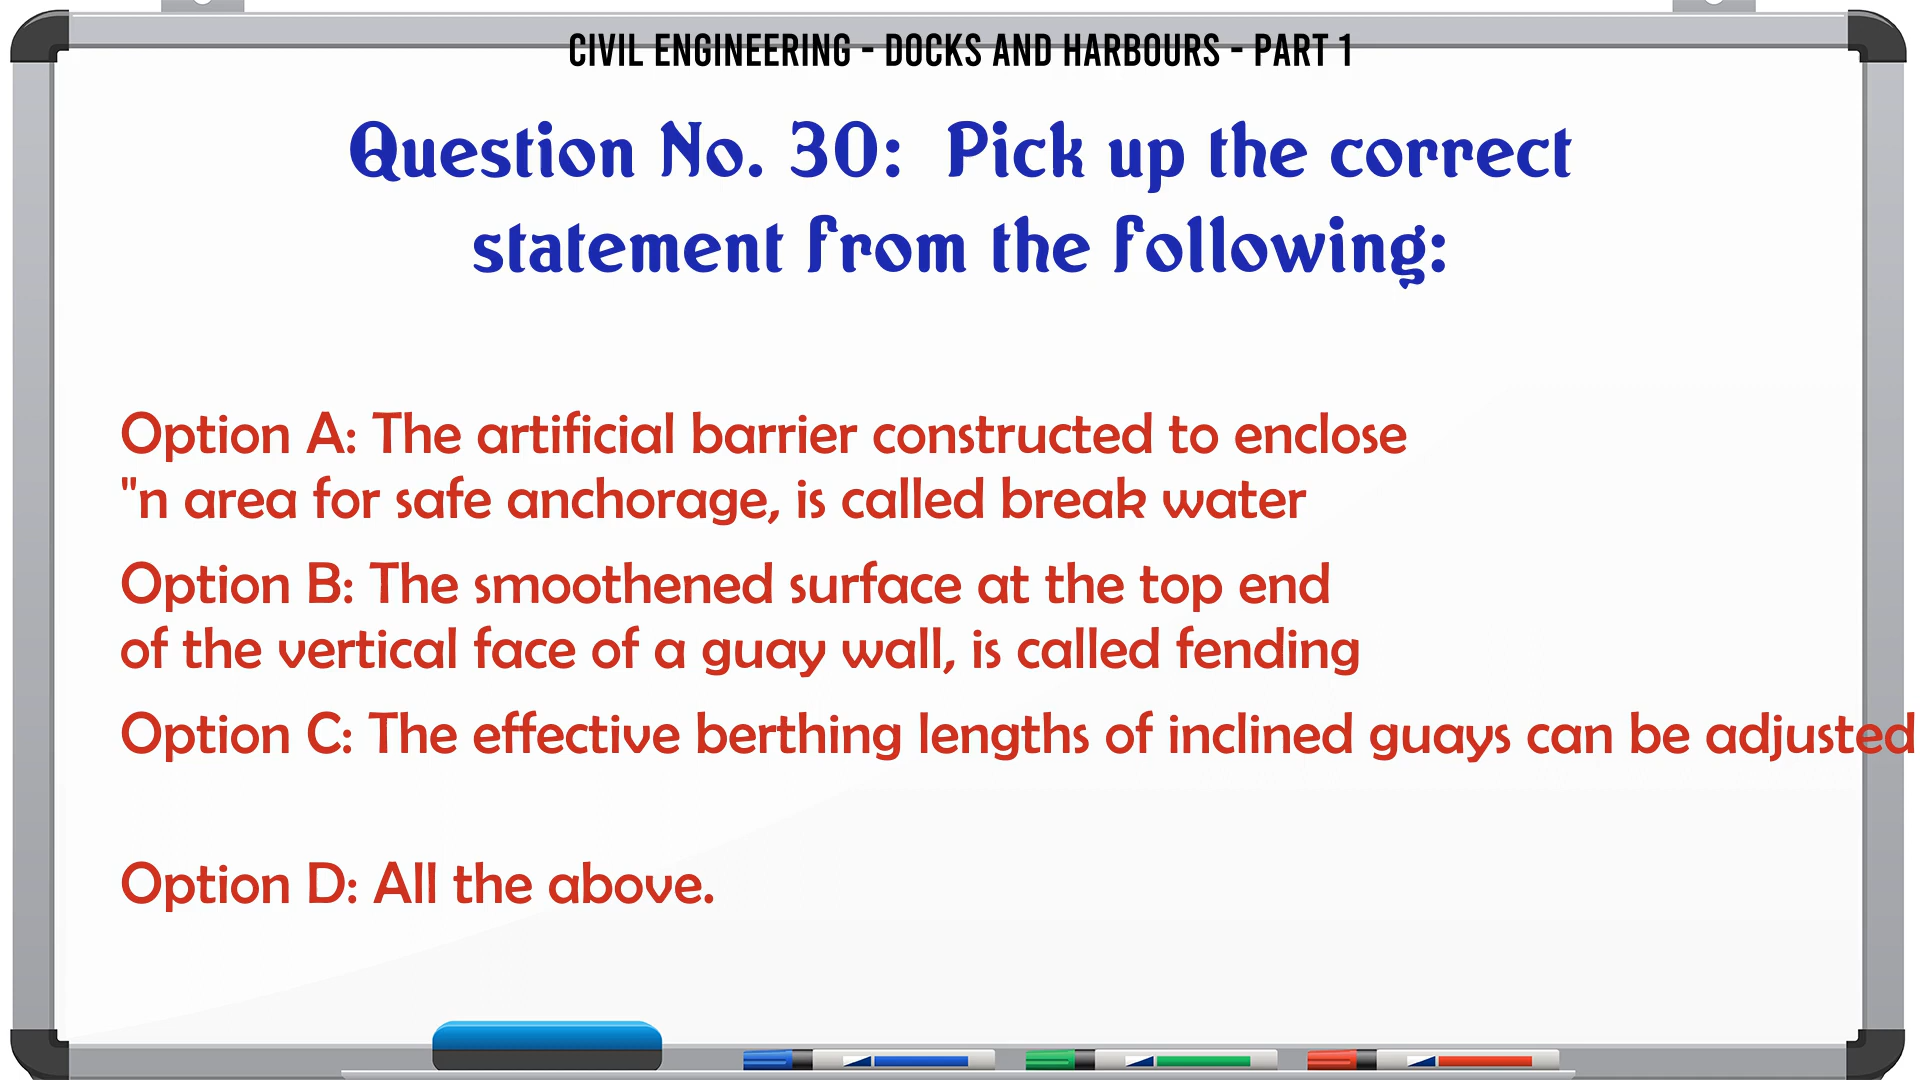 CIVIL ENGINEERING - DOCKS AND HARBOURS - PART 1
Question No. 30: Pick up the correct
statement from the following:
Option A: The artificial barrier constructed to enclose
"n area for safe anchorage, is called break water
Option B: The smoothened surface at the top end
of the vertical face of a guay wall, is called fending
Option C: The effective berthing lengths of inclined guays can be adjusted
Option D: All the above.